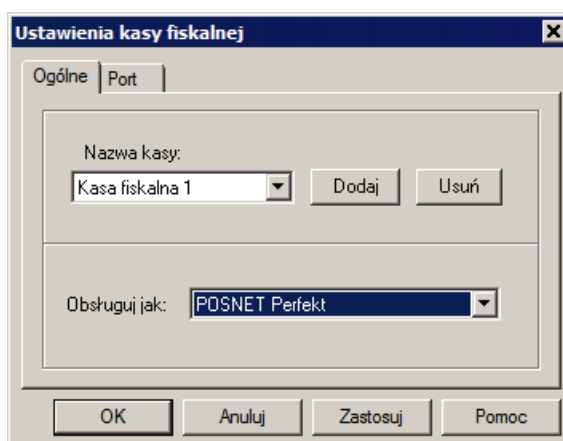 Ustawienia kasy fiskalnej
Ogólne Port
Nazwa kasy:
Kasa fiskalna 1 Dodaj Usuń
Obsługuj jak: POSNET Perfekt
OK Anuluj Zastosuj Pomoc